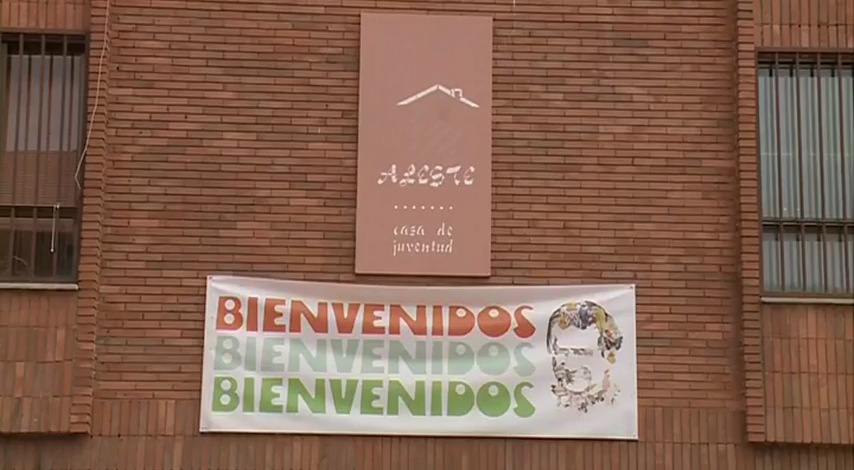 ALESTE
casa de
juventud
BIENVENIDOS
BIENVENIDOS
BIENVENIDOS